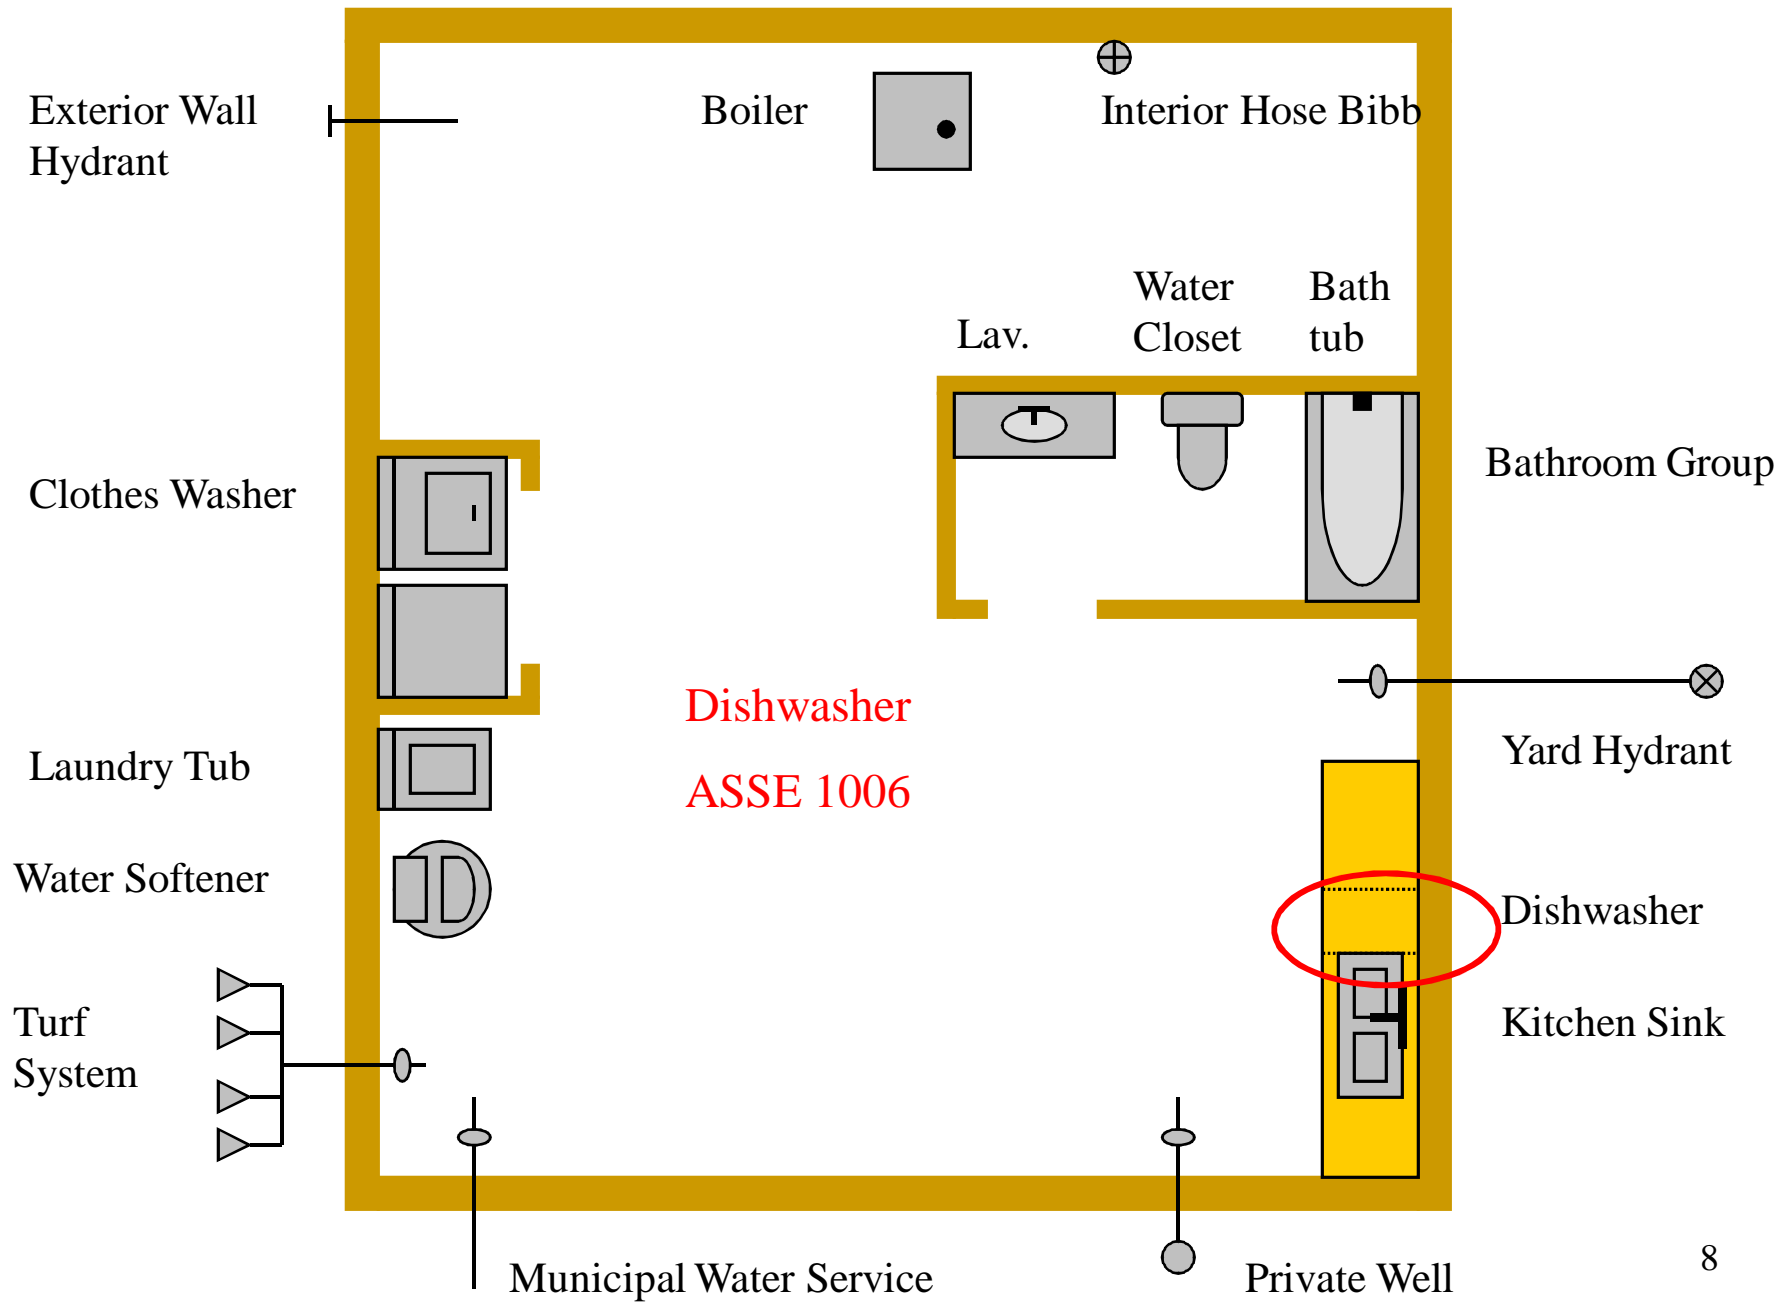 Exterior Wall
Hydrant
Boiler
Interior Hose Bibb
Water
Closet
Bath
tub
Lav.
Bathroom Group
Clothes Washer
Dishwasher
ASSE 1006
Yard Hydrant
Laundry Tub
Water Softener
Dishwasher
Turf
System
Kitchen Sink
Municipal Water Service
Private Well
8